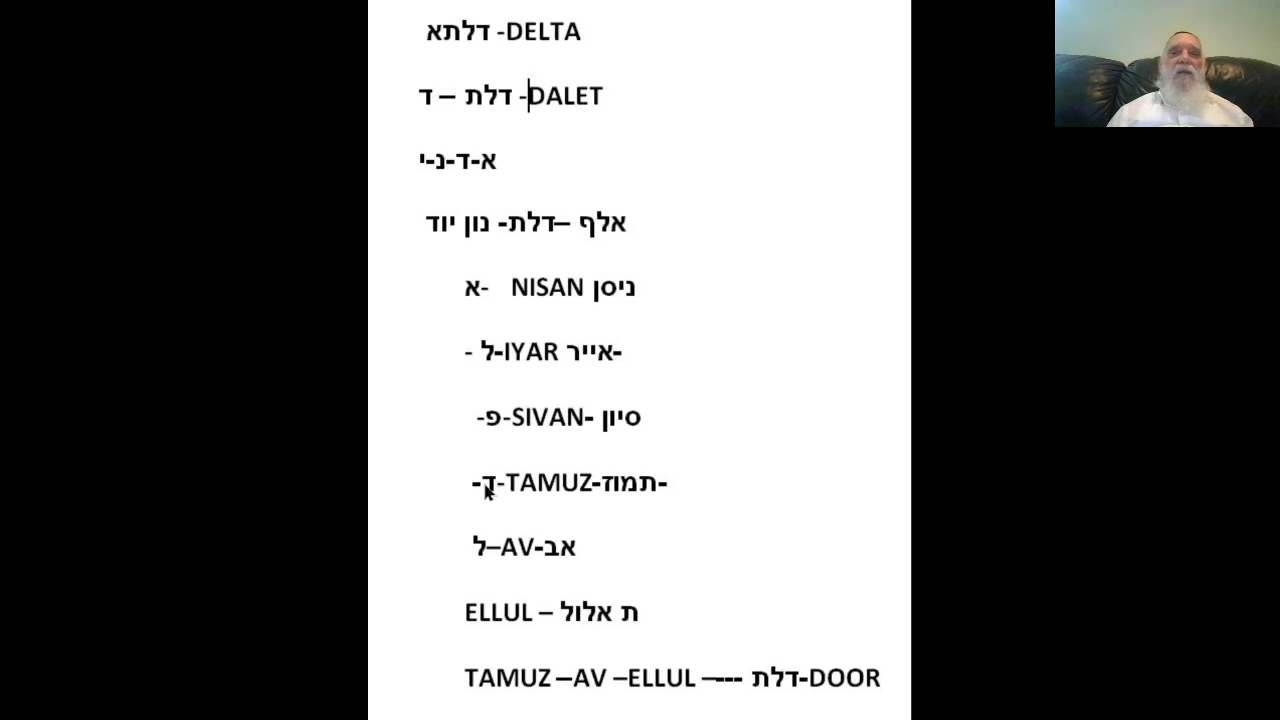 דלתא -DELTA
ד – דלת -DALET
א-ד-נ-י
אלף –דלת- נון יוד
א- NISAN ניסן
- ל-IYAR אייר-
-פ-SIVAN- סיון
-ד-TAMUZ-תמוז-
ל–AV-אב
ELLUL – ת אלול
TAMUZ –AV –ELLUL –--- דלת-DOOR